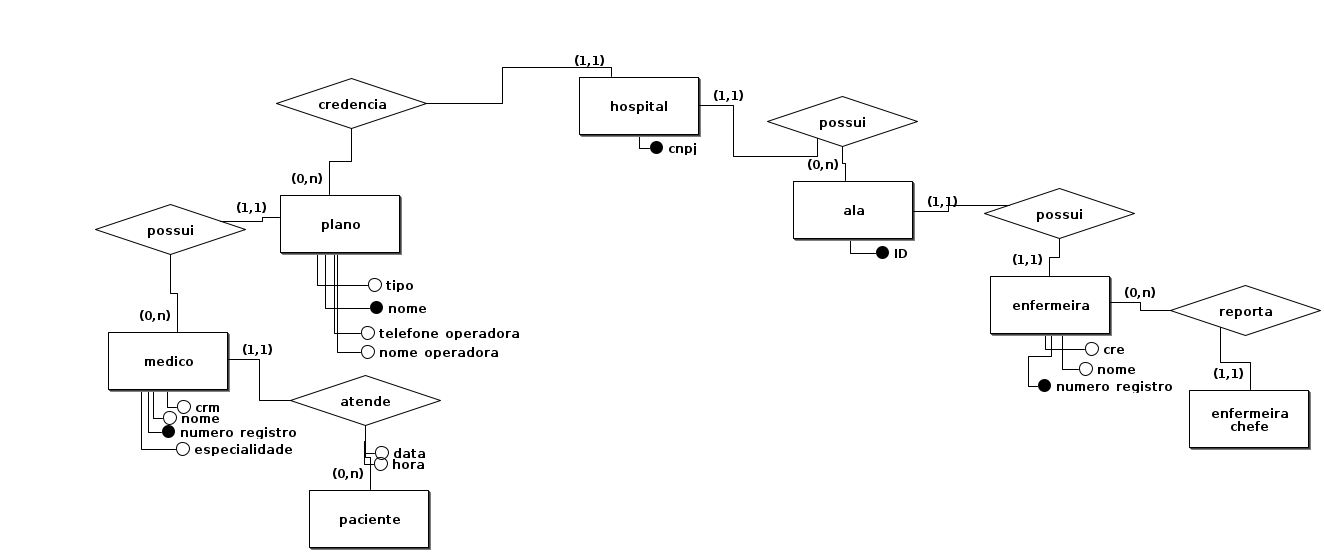 (1,1)
credencia
hospital
(1,1)
possui
cnpj
(0,n)
(0,n)
plano
(1,1)
possui
ala
(1,1)
possui
ID
(1,1)
tipo
nome
telefone operadora
nome operadora
(0,n)
medico
(1,1)
enfermeira
(0,n)
reporta
cre
nome
numero registro
(1,1)
enfermeira
chefe
atende
crm
nome
numero registro
especialidade
data
hora
(0,n)
paciente